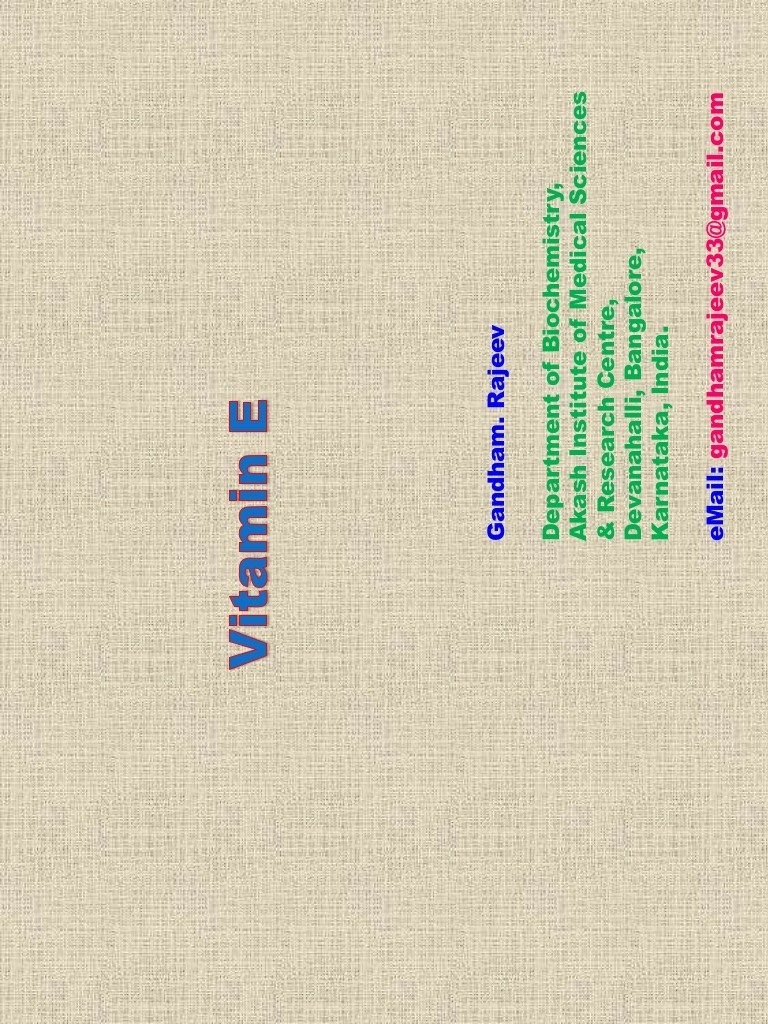 Vitamin E
Gandham. Rajeev
Department of Biochemistry,
Akash Institute of Medical Sciences
& Research Centre,
Devanahalli, Bangalore,
Karnataka, India.
eMail: gandhamrajeev33@gmail.com